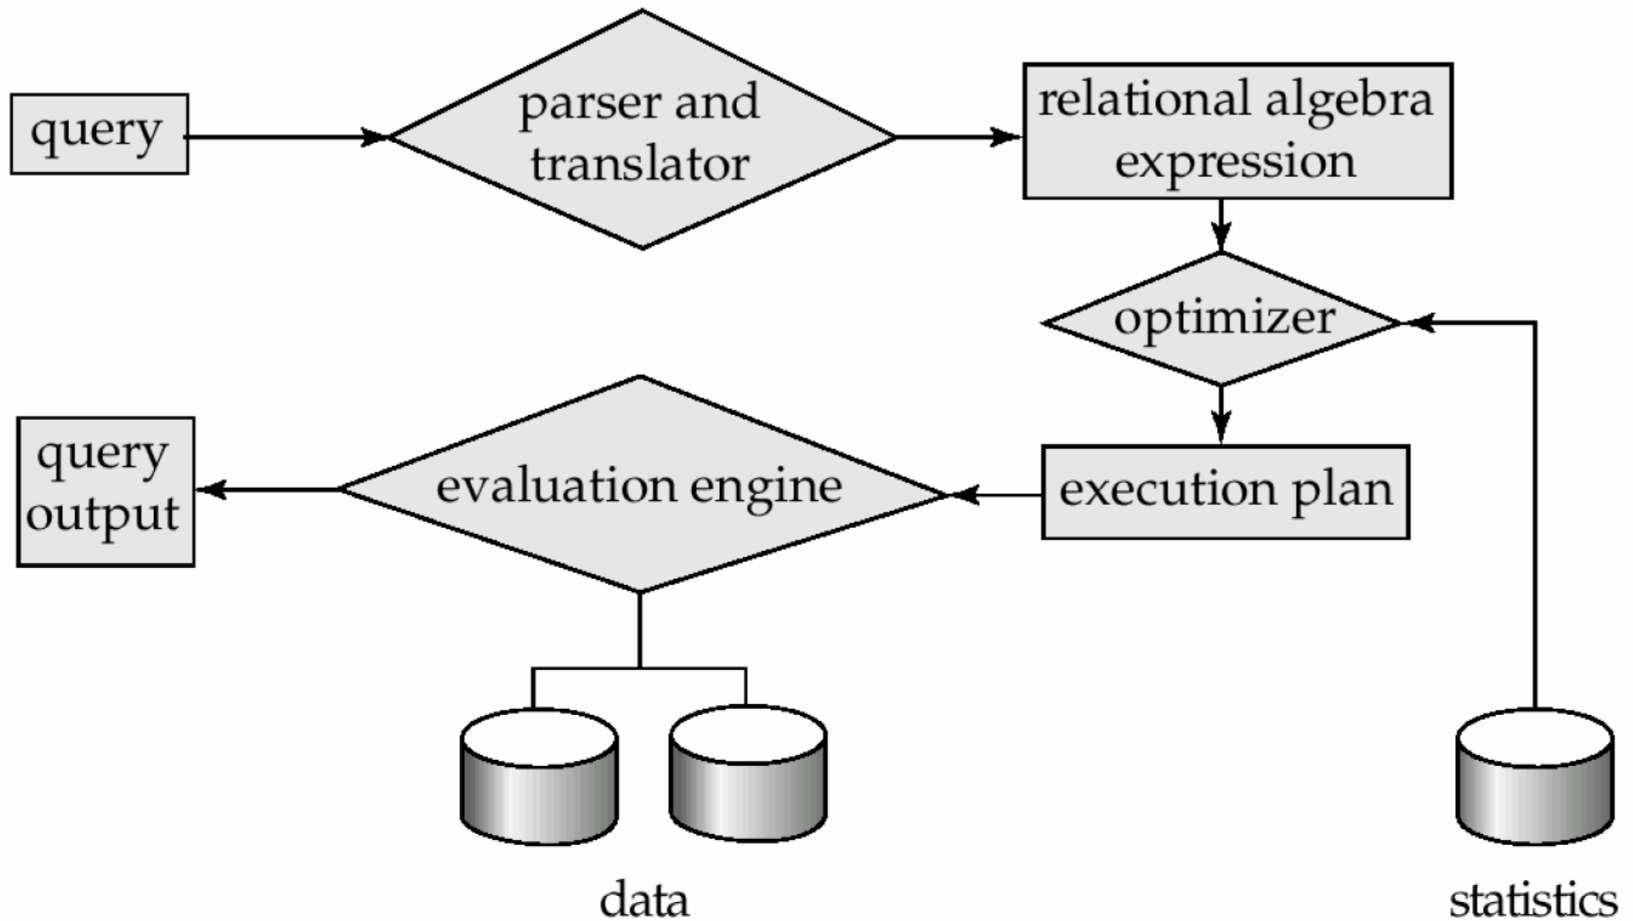 query
parser and
translator
relational algebra
expression
optimizer
query
output
evaluation engine
execution plan
data
statistics